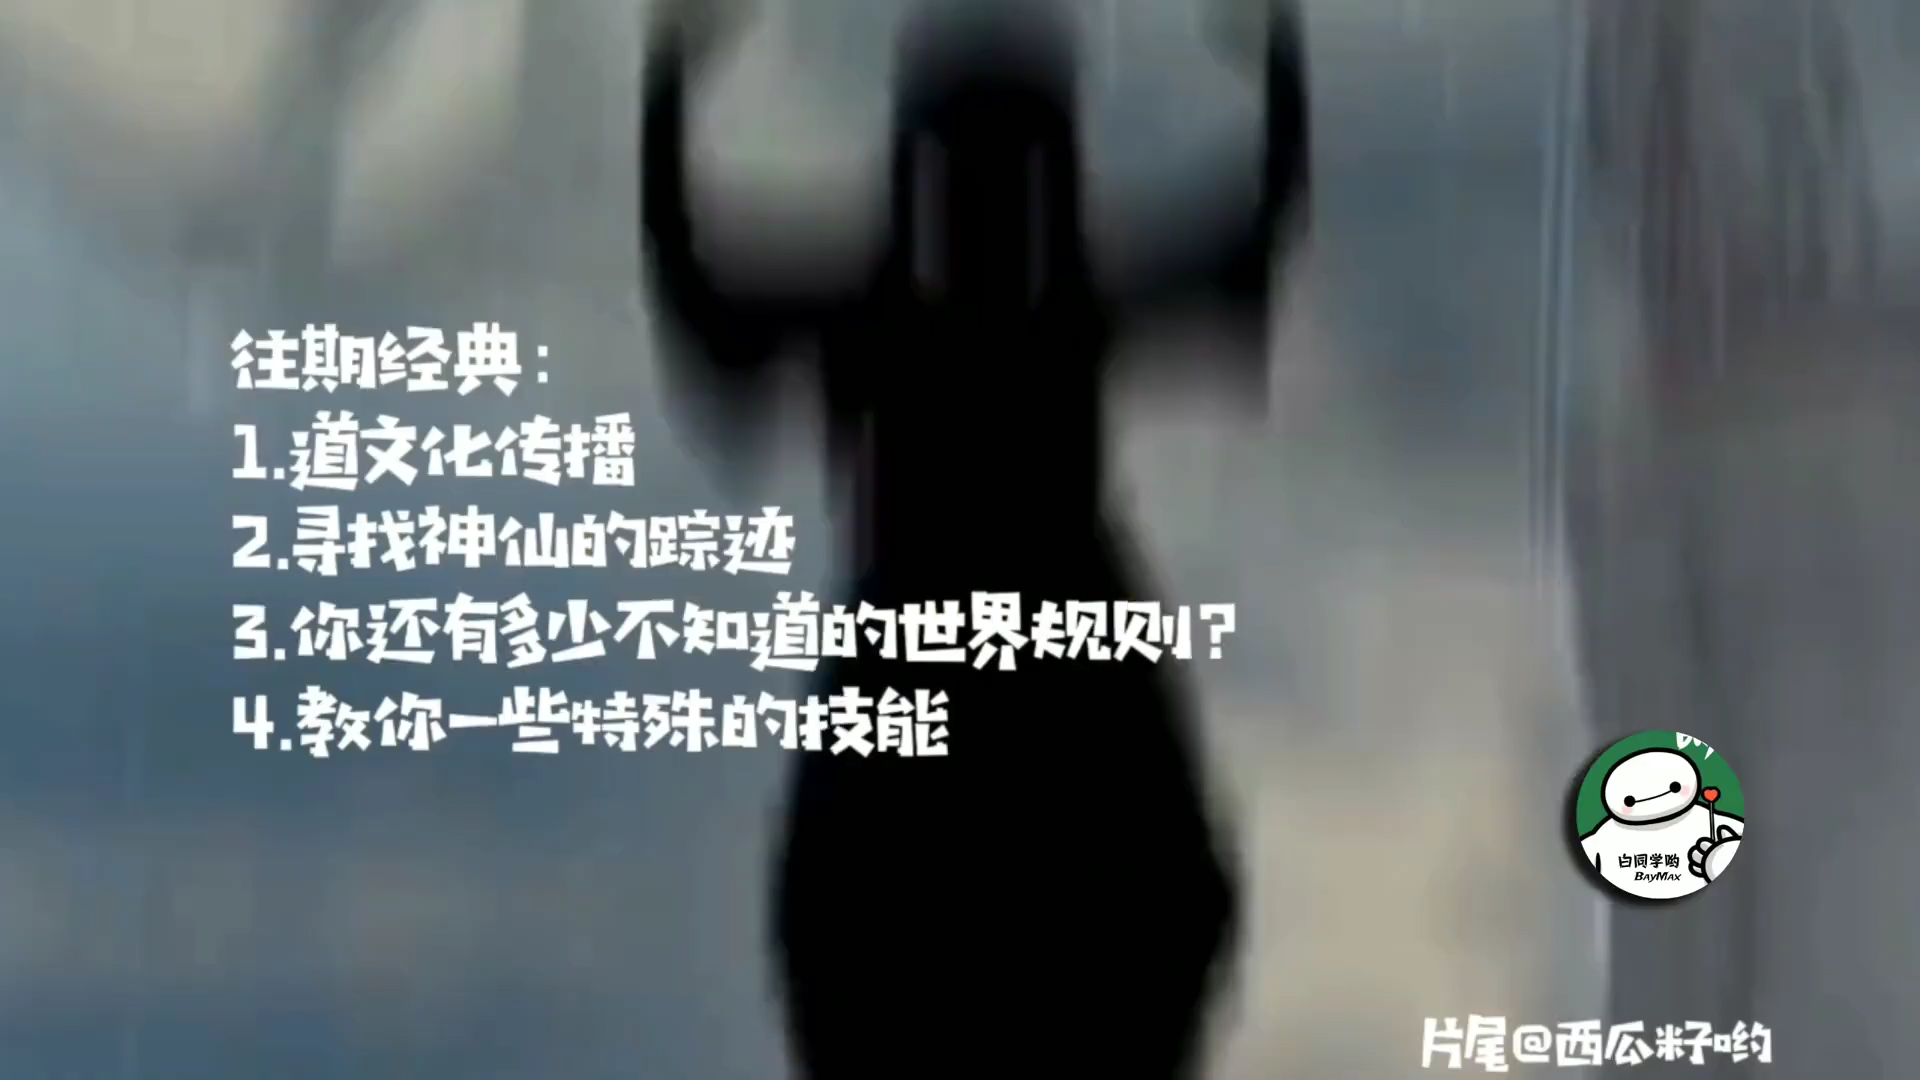 往期经典：
1.道文化传播
2.寻找神仙的踪迹
3.你还有多少不知道的世界规则？
4.教你一些特殊的技能
白同学哟
BAYMAX
片尾@西瓜籽哟